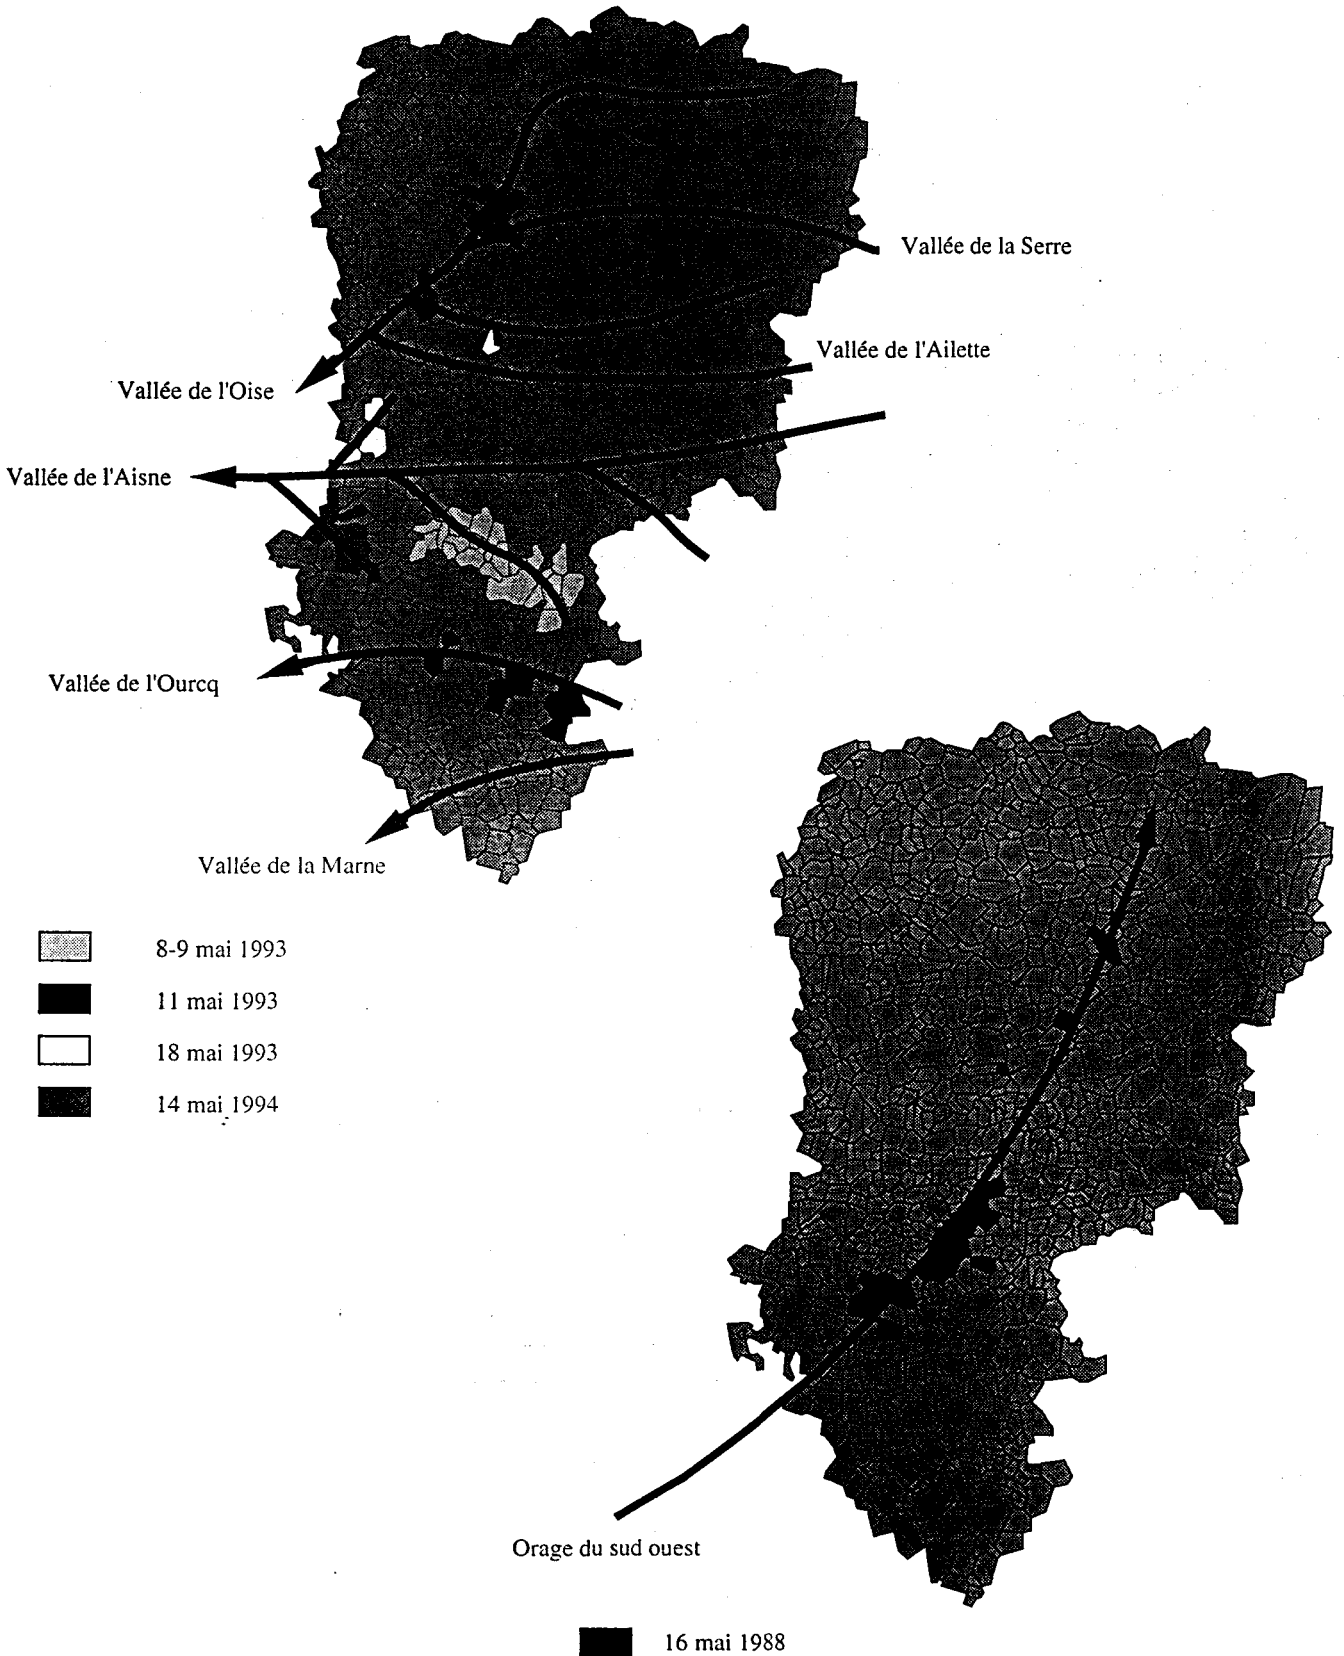 Vallée de la Serre
Vallée de l'Ailette
Vallée de l'Oise
Vallée de l'Aisne
Vallée de l'Ourcq
Vallée de la Marne
8-9 mai 1993
11 mai 1993
18 mai 1993
14 mai 1994
Orage du sud ouest
16 mai 1988